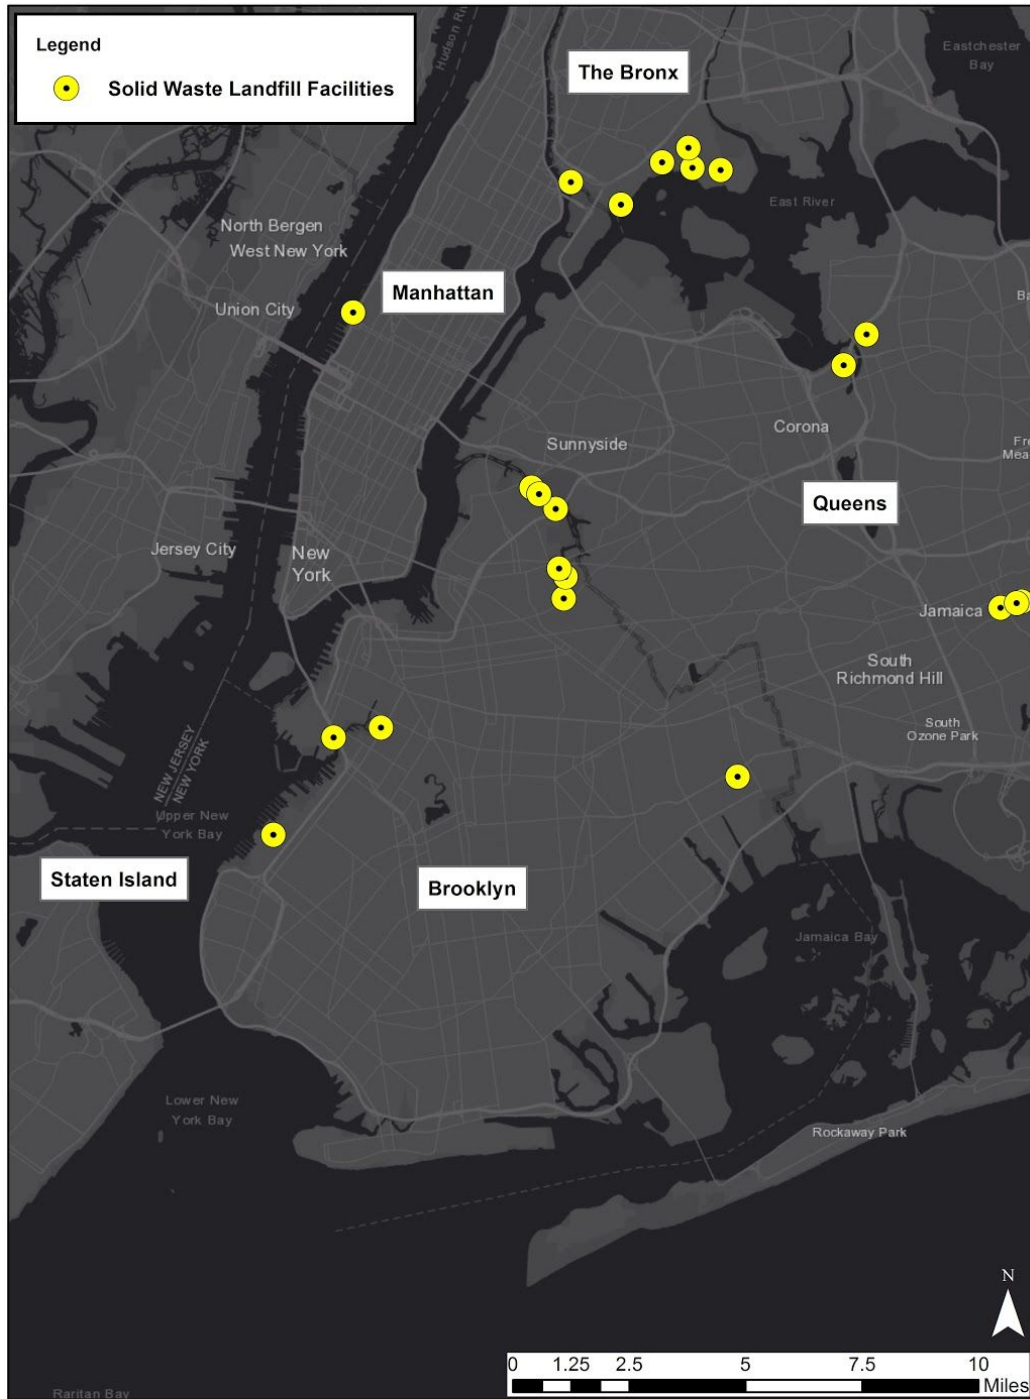 Legend
Solid Waste Landfill Facilities
Hudson
Eastchester
Bay
The Bronx
East River
North Bergen
West New York
Manhattan
Union City
Ba
Sunnyside
Corona
Fre
Mea
Queens
Jersey City
New
York
Jamaica
South
Richmond Hill
South
Ozone Park
NEW JERSEY
NEW YORK
Upper New
York Bay
Staten Island
Brooklyn
Jamaica Bay
Lower New
York Bay
Rockaway Park
N
0 1.25 2.5 5 7.5 10
Miles
Raritan Bay